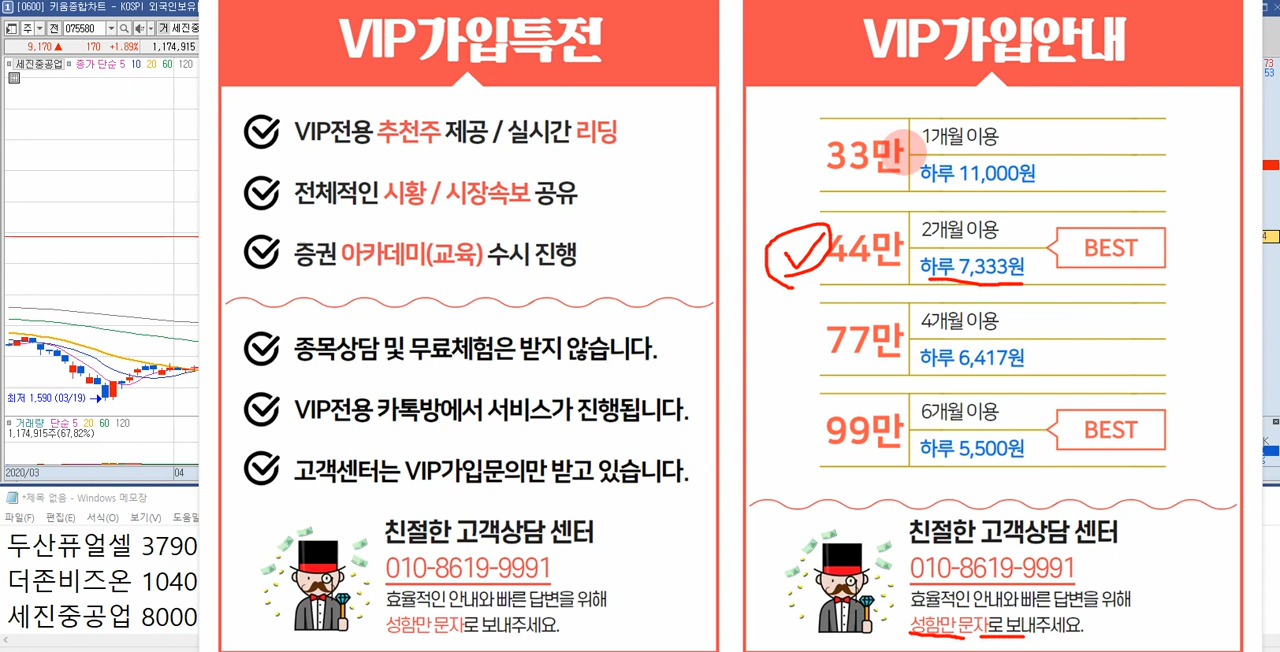 [0600] 키움종합차트 - KOSPI 외국인보유
주 전 075580 거 세진중
9,170 ▲ 170 +1.89% 1,174,915
세진중공업 종가 단순 5 10 20 60 120
최저 1,590 (03/19)
거래량 단순 5 20 60 120
1,174,915주(67,82%)
2020/03 04
*제목 없음 - Windows 메모장
파일(F) 편집(E) 서식(O) 보기(V) 도움말
두산퓨얼셀 3790
더존비즈온 1040
세진중공업 8000
VIP가입특전
VIP전용 추천주 제공 / 실시간 리딩
전체적인 시황 / 시장속보 공유
증권 아카데미(교육) 수시 진행
종목상담 및 무료체험은 받지 않습니다.
VIP전용 카톡방에서 서비스가 진행됩니다.
고객센터는 VIP가입문의만 받고 있습니다.
친절한 고객상담 센터
010-8619-9991
효율적인 안내와 빠른 답변을 위해
성함만 문자로 보내주세요.
VIP가입안내
33만 1개월 이용
하루 11,000원
44만 2개월 이용
하루 7,333원
BEST
77만 4개월 이용
하루 6,417원
99만 6개월 이용
하루 5,500원
BEST
친절한 고객상담 센터
010-8619-9991
효율적인 안내와 빠른 답변을 위해
성함만 문자로 보내주세요.
73
53